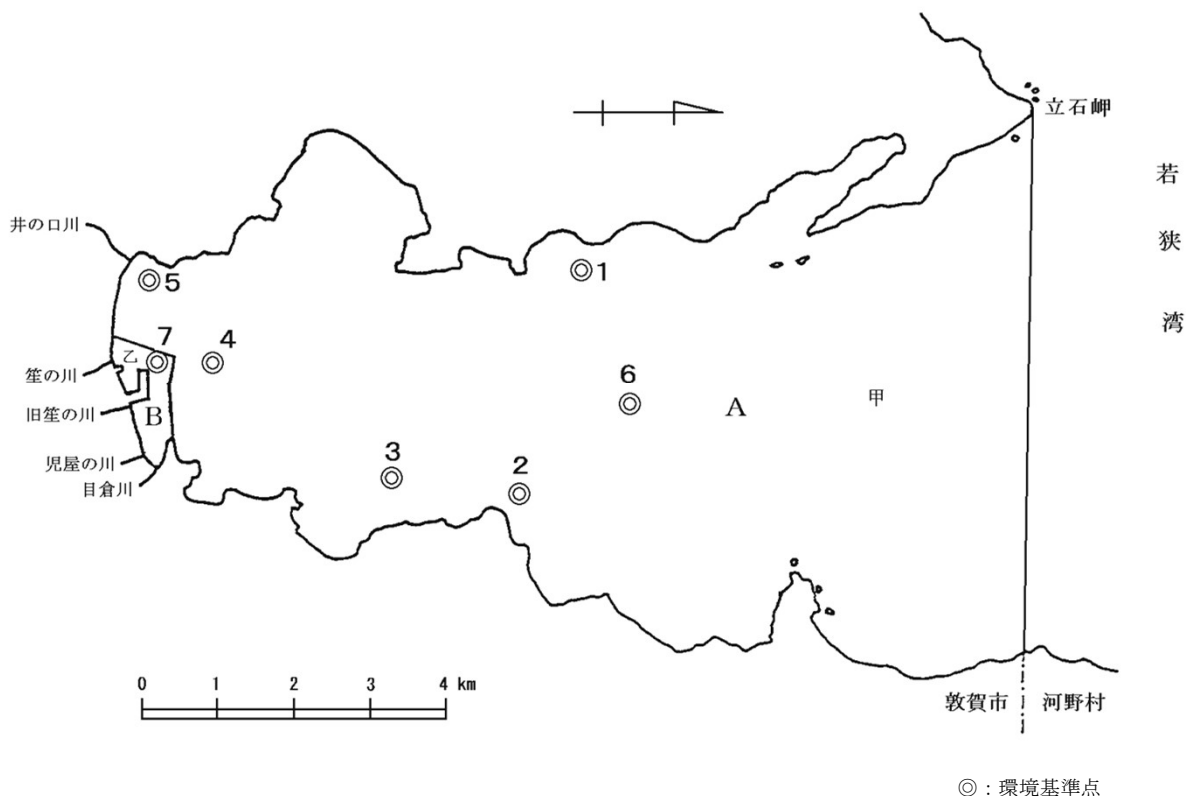 立石岬
若
狭
湾
井の口川
5
1
7
4
乙
笙の川
6
A
甲
旧笙の川
B
3
2
児屋の川
目倉川
0 1 2 3 4 km
敦賀市
河野村
◎：環境基準点